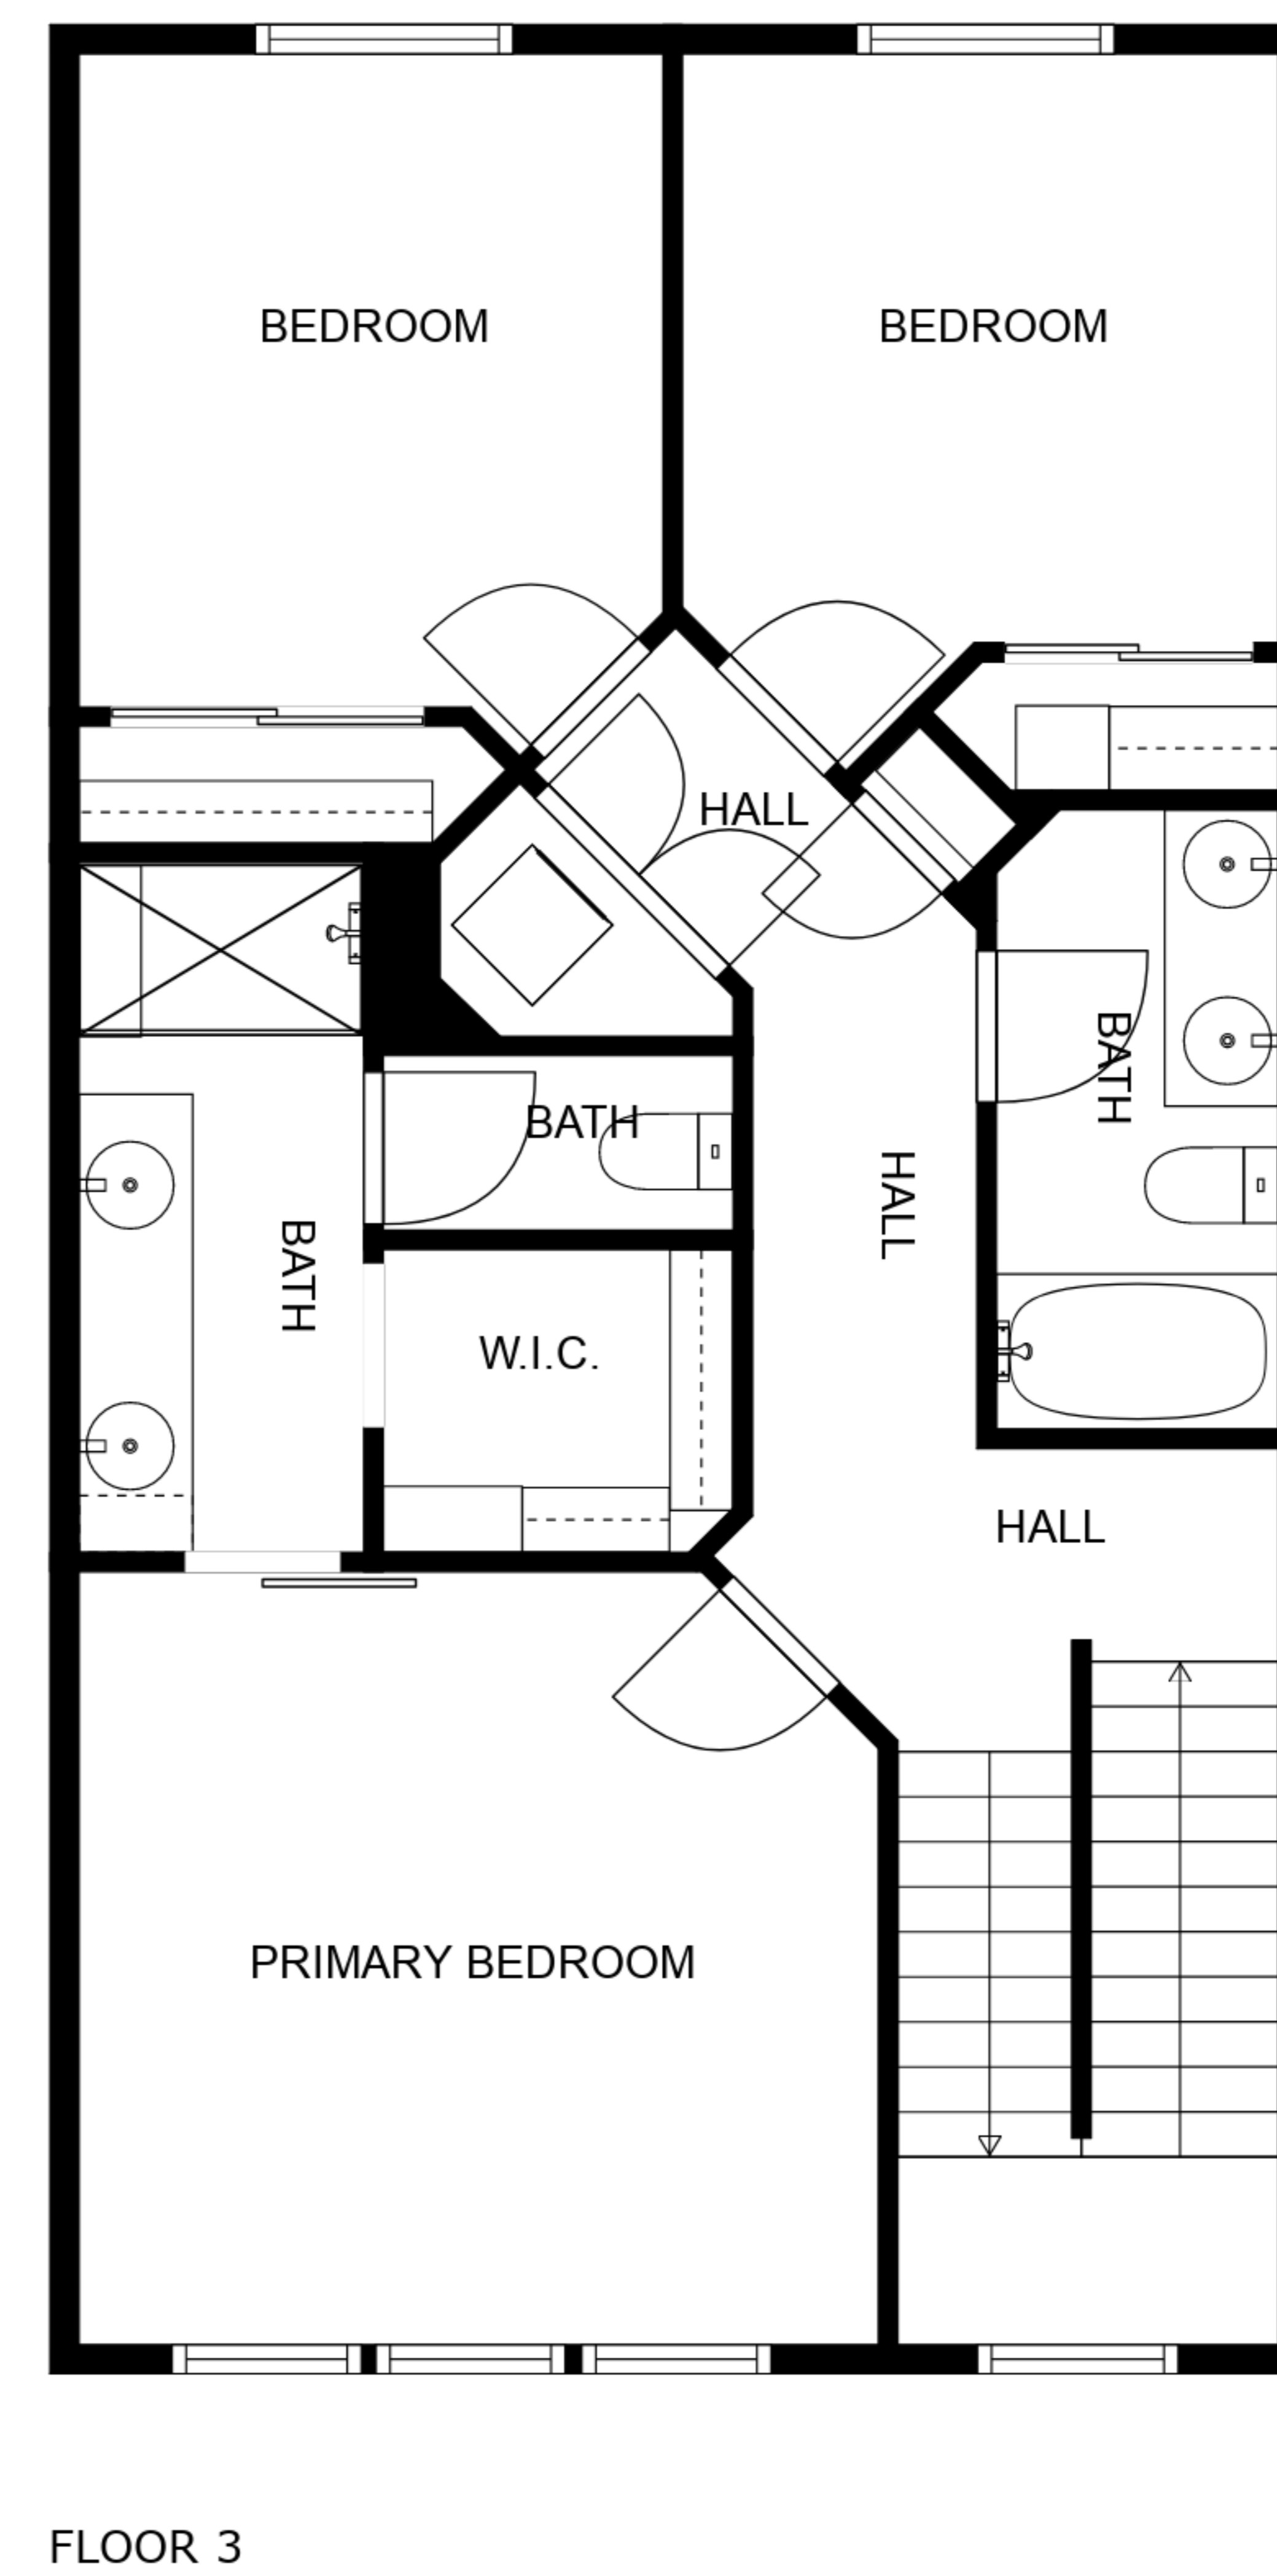 BEDROOM
BEDROOM
HALL
BATH
BATH
HALL
BATH
W.I.C.
HALL
PRIMARY BEDROOM
FLOOR 3